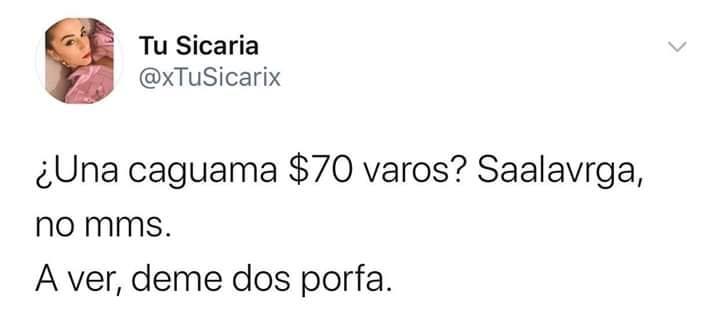 Tu Sicaria
@xTuSicarix
¿Una caguama $70 varos? Saalavrga,
no mms.
A ver, deme dos porfa.